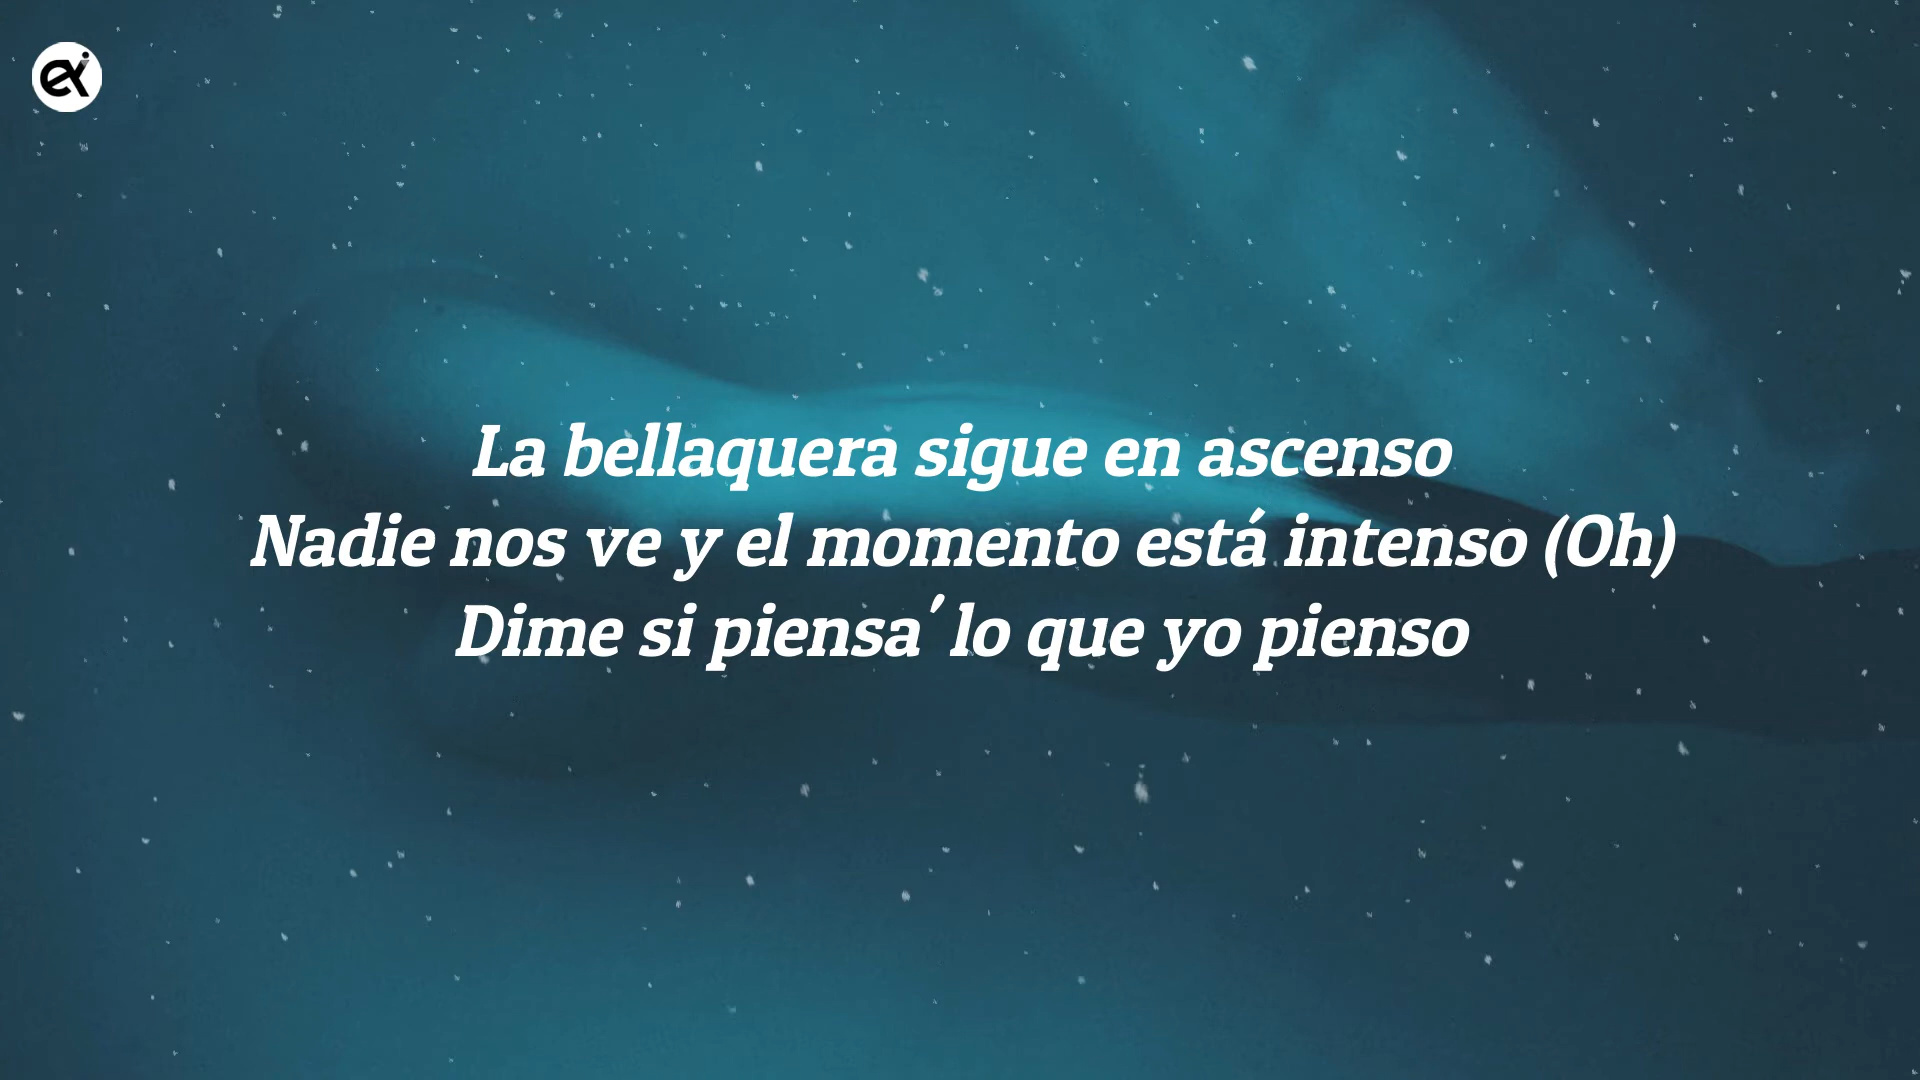 ex
La bellaquera sigue en ascenso
Nadie nos ve y el momento está intenso (Oh)
Dime si piensa' lo que yo pienso